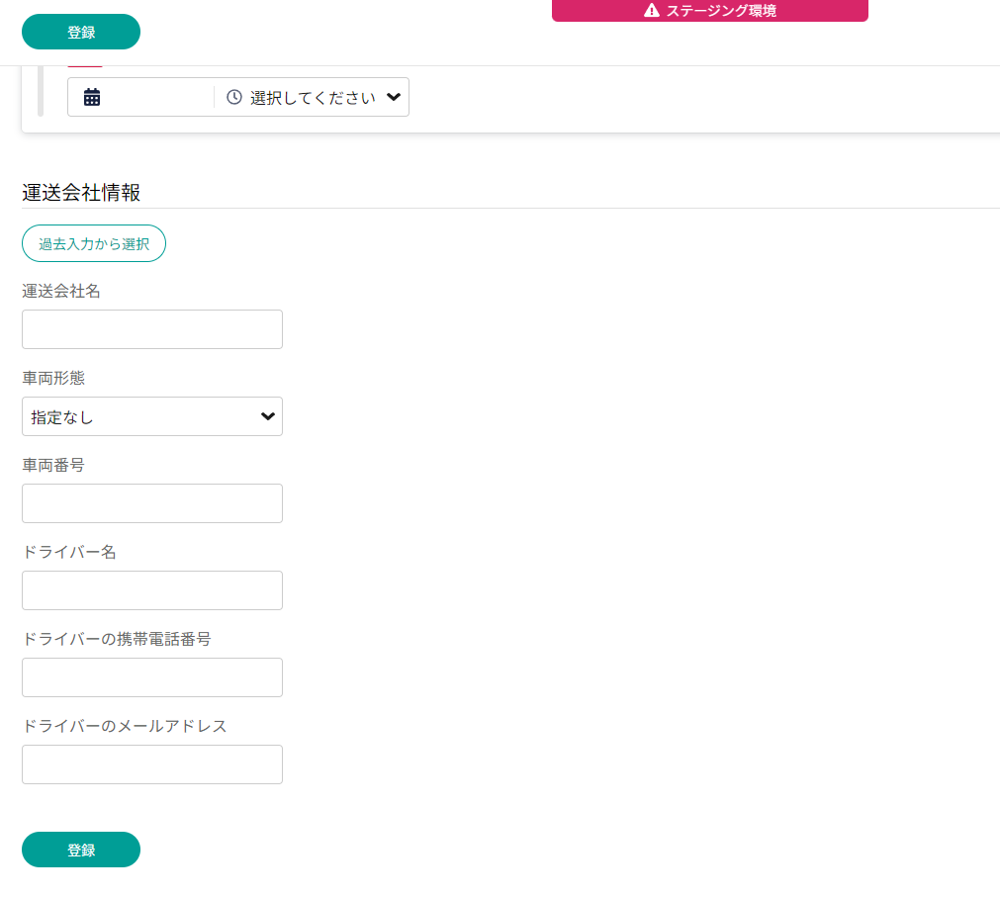 ステージング環境
登録
選択してください
運送会社情報
過去入力から選択
運送会社名
車両形態
指定なし
車両番号
ドライバー名
ドライバーの携帯電話番号
ドライバーのメールアドレス
登録